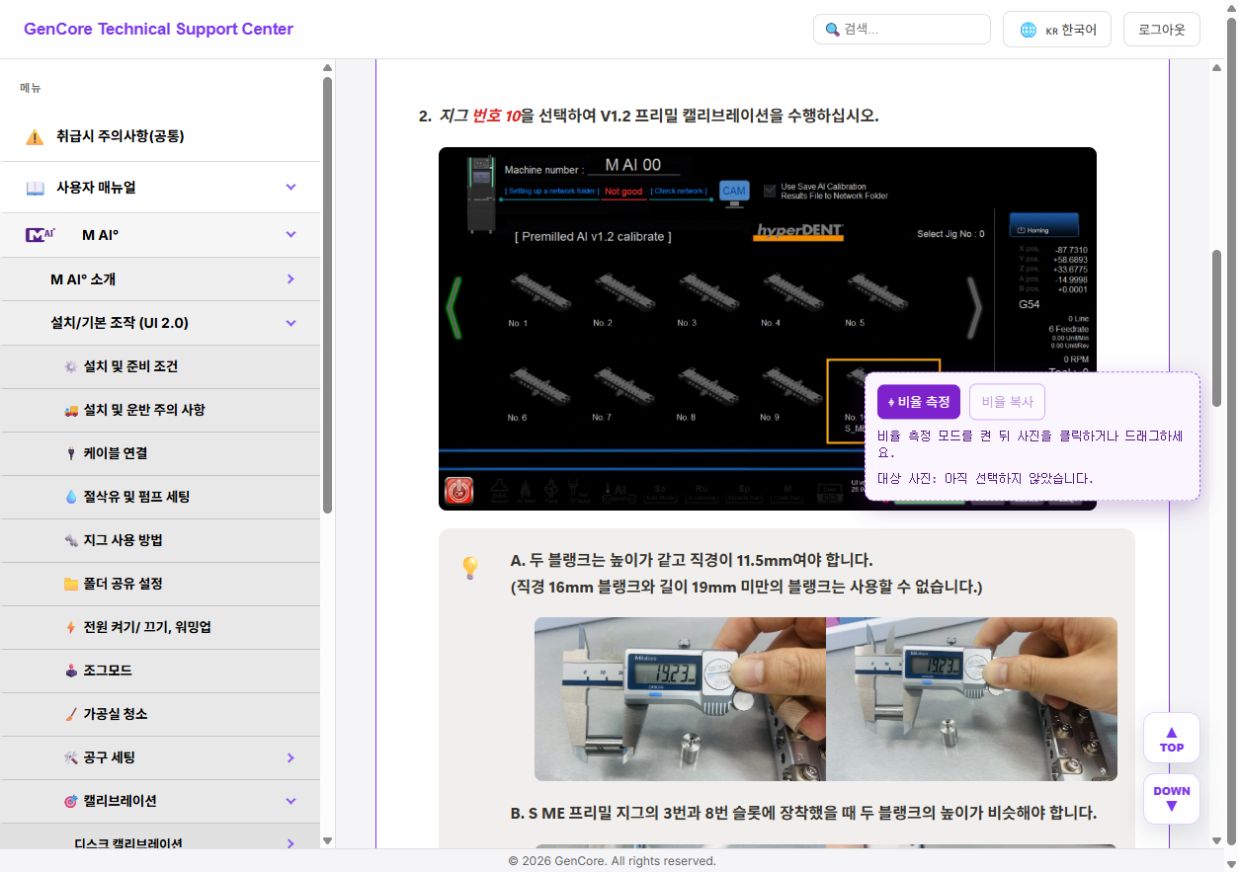 GenCore Technical Support Center
검색...
KR 한국어
로그아웃
메뉴
취급시 주의사항(공통)
사용자 매뉴얼
M AI°
M AI°
M AI° 소개
설치/기본 조작 (UI 2.0)
설치 및 준비 조건
설치 및 운반 주의 사항
케이블 연결
절삭유 및 펌프 세팅
지그 사용 방법
폴더 공유 설정
전원 켜기/ 끄기, 워밍업
조그모드
가공실 청소
공구 세팅
캘리브레이션
디스크 캘리브레이션
2. 지그 번호 10을 선택하여 V1.2 프리밀 캘리브레이션을 수행하십시오.
Machine number : M AI 00
[ Setting up a network folder ] Not good [ Check network ]
CAM
Use Save AI Calibration
Results File to Network Folder
[ Premilled AI v1.2 calibrate ]
hyperDENT
Select Jig No : 0
Homing
X pos. -87.7310
Y pos. +58.6893
Z pos. +33.6775
A pos. -14.9998
B pos. +0.0001
G54
0 Line
6 Feedrate
0.00 Unit/Min
0.00 Unit/Rev
0 RPM
No. 1
No. 2
No. 3
No. 4
No. 5
No. 6
No. 7
No. 8
No. 9
비율 측정
비율 복사
비율 측정 모드를 켠 뒤 사진을 클릭하거나 드래그하세
요.
대상 사진: 아직 선택하지 않았습니다.
A. 두 블랭크는 높이가 같고 직경이 11.5mm여야 합니다.
(직경 16mm 블랭크와 길이 19mm 미만의 블랭크는 사용할 수 없습니다.)
Mitutoyo
19.23
Mitutoyo
19.23
B. S ME 프리밀 지그의 3번과 8번 슬롯에 장착했을 때 두 블랭크의 높이가 비슷해야 합니다.
TOP
DOWN
© 2026 GenCore. All rights reserved.